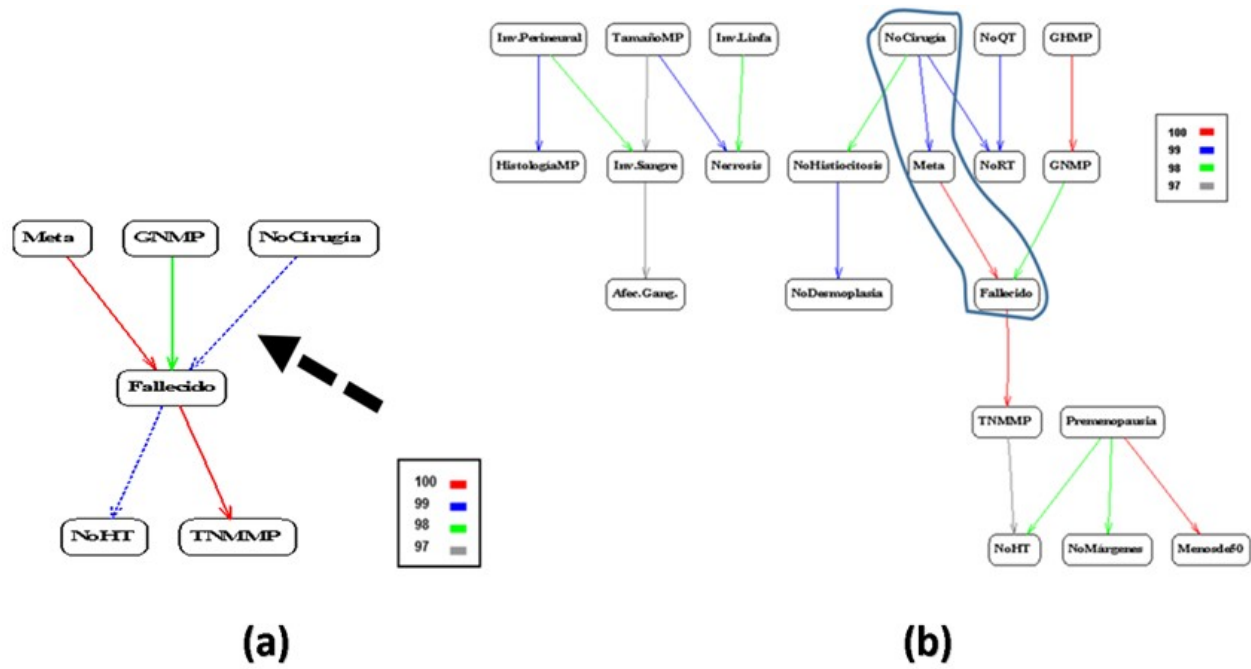 Inv.Perineural TamañoMP Inv.Linfa NoCirugía NoQT GHMP
100
99
98
97
HistologíaMP Inv.Sangre Necrosis NoHistiocitosis Meta NoRT GNMP
Meta GNMP NoCirugía
Afec.Gang. NoDesmoplasia Fallecido
Fallecido
TNMMP Premenopausia
100
99
98
97
NoHT TNMMP
NoHT NoMárgenes Menosde50
(a) (b)